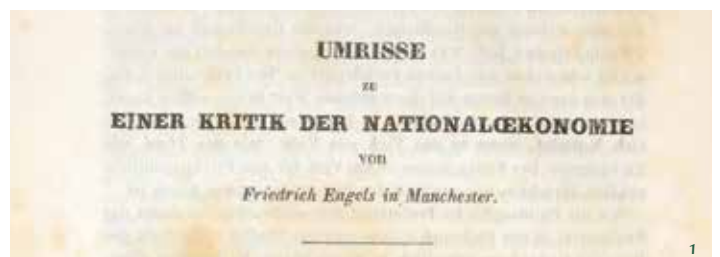 UMRISSE
ZU
EINER KRITIK DER NATIONALŒKONOMIE
von
Friedrich Engels in Manchester.
1